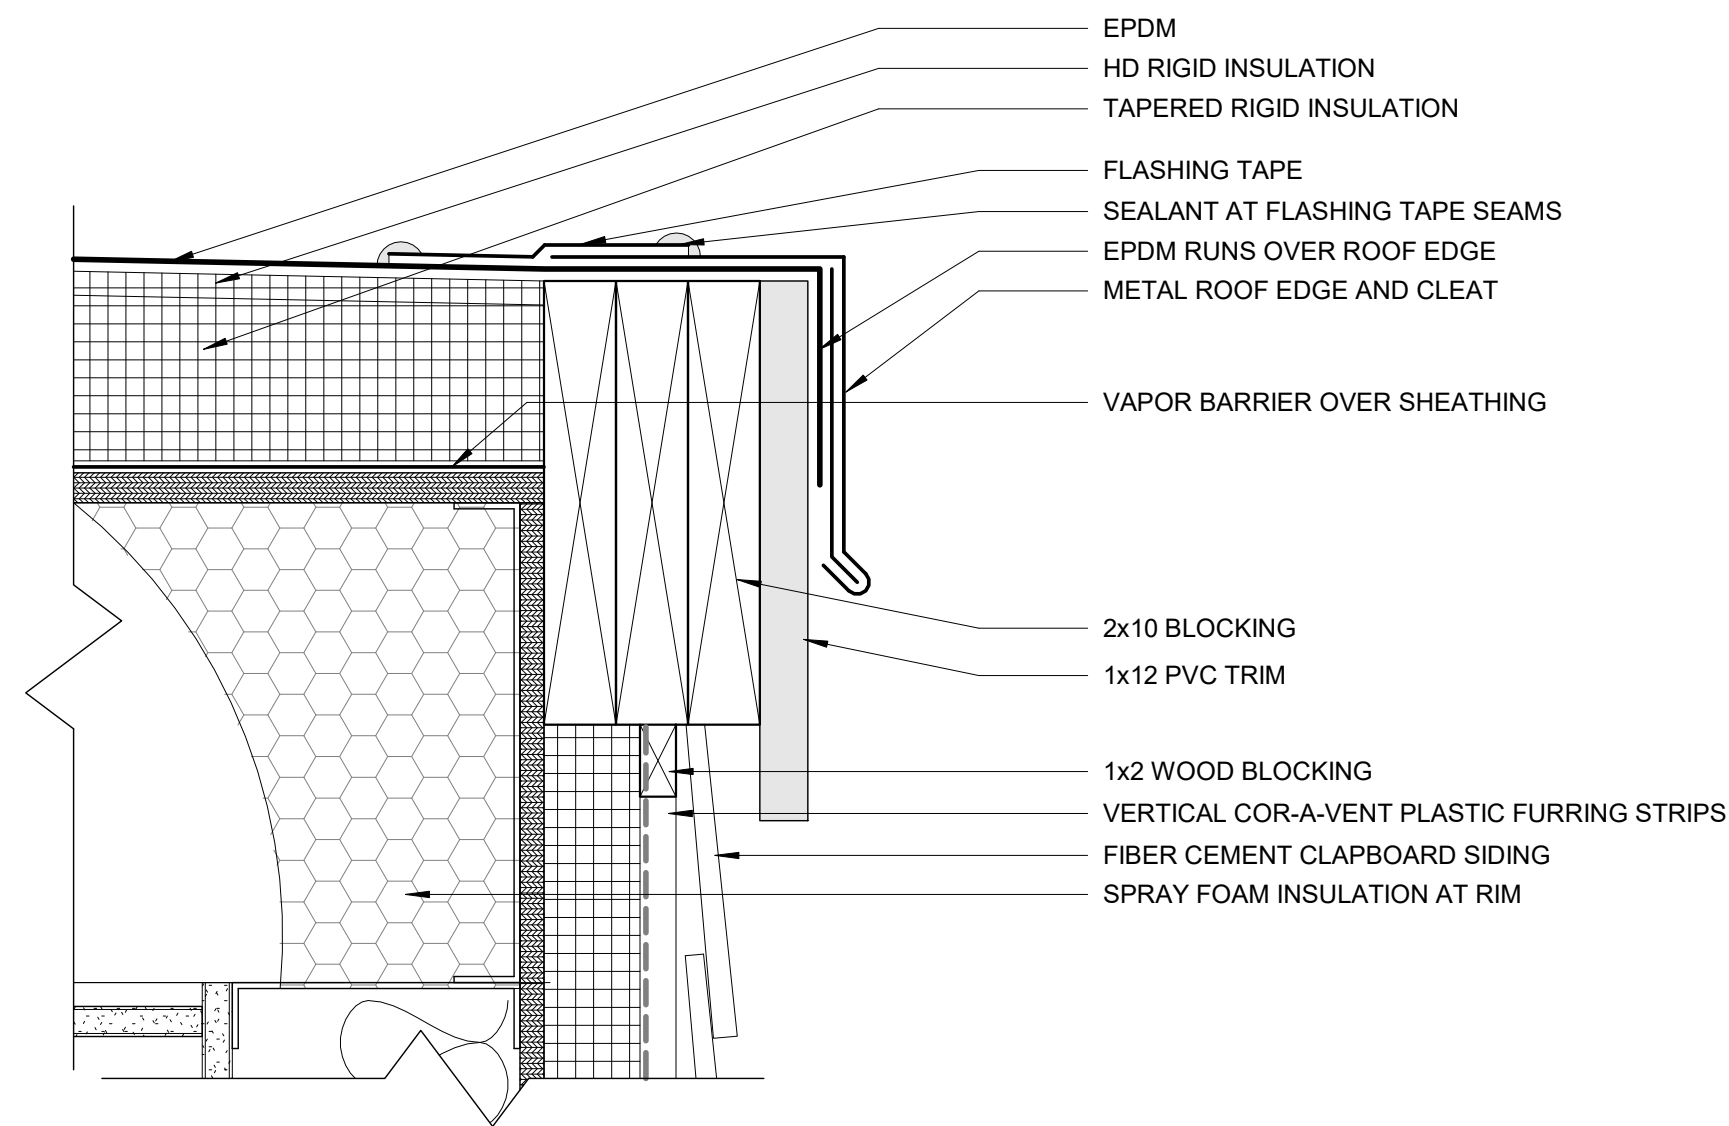 EPDM
HD RIGID INSULATION
TAPERED RIGID INSULATION
FLASHING TAPE
SEALANT AT FLASHING TAPE SEAMS
EPDM RUNS OVER ROOF EDGE
METAL ROOF EDGE AND CLEAT
VAPOR BARRIER OVER SHEATHING
2x10 BLOCKING
1x12 PVC TRIM
1x2 WOOD BLOCKING
VERTICAL COR-A-VENT PLASTIC FURRING STRIPS
FIBER CEMENT CLAPBOARD SIDING
SPRAY FOAM INSULATION AT RIM